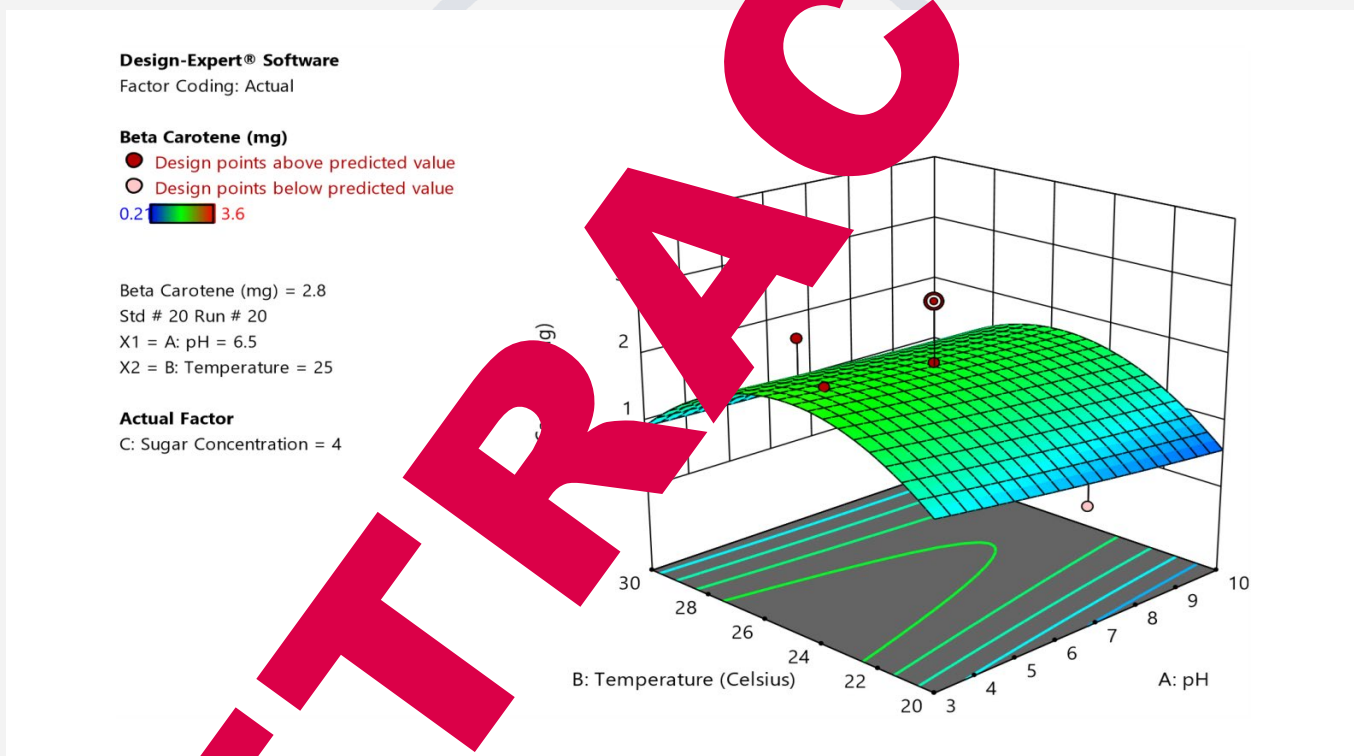 Design-Expert® Software
Factor Coding: Actual
Beta Carotene (mg)
Design points above predicted value
Design points below predicted value
3.6
Beta Carotene (mg) = 2.8
Std # 20 Run # 20
X1 = A: pH = 6.5
X2 = B: Temperature = 25
Actual Factor
C: Sugar Concentration = 4
2
1
30
28
26
24
22
20
3
4
5
6
7
8
9
10
B: Temperature (Celsius)
A: pH
TRAC